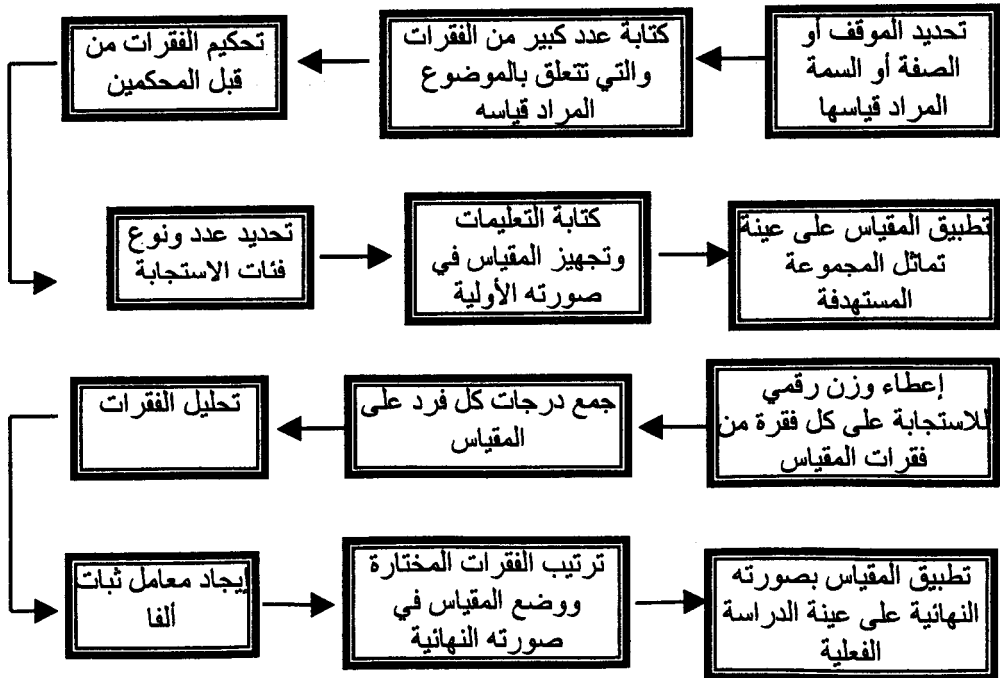 تحديد الموقف أو
الصفة أو السمة
المراد قياسها
كتابة عدد كبير من الفقرات
والتي تتعلق بالموضوع
المراد قياسه
تحكيم الفقرات من
قبل المحكمين
تحديد عدد ونوع
فئات الاستجابة
كتابة التعليمات
وتجهيز المقياس في
صورته الأولية
تطبيق المقياس على عينة
تماثل المجموعة
المستهدفة
إعطاء وزن رقمي
للاستجابة على كل فقرة من
فقرات المقياس
جمع درجات كل فرد على
المقياس
تحليل الفقرات
إيجاد معامل ثبات
ألفا
ترتيب الفقرات المختارة
ووضع المقياس في
صورته النهائية
تطبيق المقياس بصورته
النهائية على عينة الدراسة
الفعلية